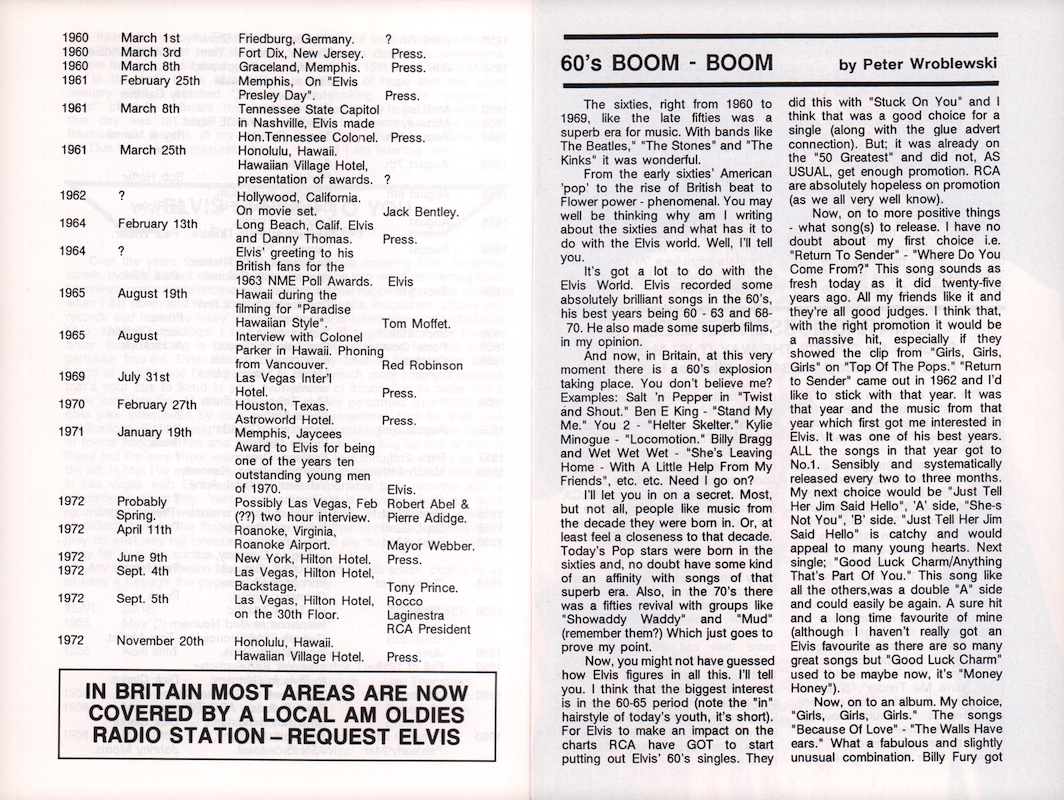 1960 March 1st Friedburg, Germany. ?
1960 March 3rd Fort Dix, New Jersey. Press.
1960 March 8th Graceland, Memphis. Press.
1961 February 25th Memphis, On "Elvis
Presley Day". Press.
1961 March 8th Tennessee State Capitol
in Nashville, Elvis made
Hon.Tennessee Colonel. Press.
1961 March 25th Honolulu, Hawaii.
Hawaiian Village Hotel,
presentation of awards. ?
1962 ? Hollywood, California.
On movie set. Jack Bentley.
1964 February 13th Long Beach, Calif. Elvis
and Danny Thomas. Press.
1964 ? Elvis' greeting to his
British fans for the
1963 NME Poll Awards. Elvis
1965 August 19th Hawaii during the
filming for "Paradise
Hawaiian Style". Tom Moffet.
1965 August Interview with Colonel
Parker in Hawaii. Phoning
from Vancouver. Red Robinson
1969 July 31st Las Vegas Inter'l
Hotel. Press.
1970 February 27th Houston, Texas.
Astroworld Hotel. Press.
1971 January 19th Memphis, Jaycees
Award to Elvis for being
one of the years ten
outstanding young men
of 1970. Elvis.
1972 Probably Possibly Las Vegas, Feb Robert Abel &
Spring. (??) two hour interview. Pierre Adidge.
1972 April 11th Roanoke, Virginia,
Roanoke Airport. Mayor Webber.
1972 June 9th New York, Hilton Hotel. Press.
1972 Sept. 4th Las Vegas, Hilton Hotel,
Backstage. Tony Prince.
1972 Sept. 5th Las Vegas, Hilton Hotel, Rocco
on the 30th Floor. Laginestra
RCA President
1972 November 20th Honolulu, Hawaii.
Hawaiian Village Hotel. Press.
IN BRITAIN MOST AREAS ARE NOW
COVERED BY A LOCAL AM OLDIES
RADIO STATION – REQUEST ELVIS
60's BOOM - BOOM by Peter Wroblewski
The sixties, right from 1960 to
1969, like the late fifties was a
superb era for music. With bands like
The Beatles," "The Stones" and "The
Kinks" it was wonderful.
From the early sixties' American
'pop' to the rise of British beat to
Flower power - phenomenal. You may
well be thinking why am I writing
about the sixties and what has it to
do with the Elvis world. Well, I'll tell
you.
It's got a lot to do with the
Elvis World. Elvis recorded some
absolutely brilliant songs in the 60's,
his best years being 60 - 63 and 68-
70. He also made some superb films,
in my opinion.
And now, in Britain, at this very
moment there is a 60's explosion
taking place. You don't believe me?
Examples: Salt 'n Pepper in "Twist
and Shout." Ben E King - "Stand My
Me." You 2 - "Helter Skelter." Kylie
Minogue - "Locomotion." Billy Bragg
and Wet Wet Wet - "She's Leaving
Home - With A Little Help From My
Friends", etc. etc. Need I go on?
I'll let you in on a secret. Most,
but not all, people like music from
the decade they were born in. Or, at
least feel a closeness to that decade.
Today's Pop stars were born in the
sixties and, no doubt have some kind
of an affinity with songs of that
superb era. Also, in the 70's there
was a fifties revival with groups like
"Showaddy Waddy" and "Mud"
(remember them?) Which just goes to
prove my point.
Now, you might not have guessed
how Elvis figures in all this. I'll tell
you. I think that the biggest interest
is in the 60-65 period (note the "in"
hairstyle of today's youth, it's short).
For Elvis to make an impact on the
charts RCA have GOT to start
putting out Elvis' 60's singles. They
did this with "Stuck On You" and I
think that was a good choice for a
single (along with the glue advert
connection). But; it was already on
the "50 Greatest" and did not, AS
USUAL, get enough promotion. RCA
are absolutely hopeless on promotion
(as we all very well know).
Now, on to more positive things
- what song(s) to release. I have no
doubt about my first choice i.e.
"Return To Sender" - "Where Do You
Come From?" This song sounds as
fresh today as it did twenty-five
years ago. All my friends like it and
they're all good judges. I think that,
with the right promotion it would be
a massive hit, especially if they
showed the clip from "Girls, Girls,
Girls" on "Top Of The Pops." "Return
to Sender" came out in 1962 and I'd
like to stick with that year. It was
that year and the music from that
year which first got me interested in
Elvis. It was one of his best years.
ALL the songs in that year got to
No.1. Sensibly and systematically
released every two to three months.
My next choice would be "Just Tell
Her Jim Said Hello", 'A' side, "She-s
Not You", 'B' side. "Just Tell Her Jim
Said Hello" is catchy and would
appeal to many young hearts. Next
single; "Good Luck Charm/Anything
That's Part Of You." This song like
all the others,was a double "A" side
and could easily be again. A sure hit
and a long time favourite of mine
(although I haven't really got an
Elvis favourite as there are so many
great songs but "Good Luck Charm"
used to be maybe now, it's "Money
Honey").
Now, on to an album. My choice,
"Girls, Girls, Girls." The songs
"Because Of Love" - "The Walls Have
ears." What a fabulous and slightly
unusual combination. Billy Fury got